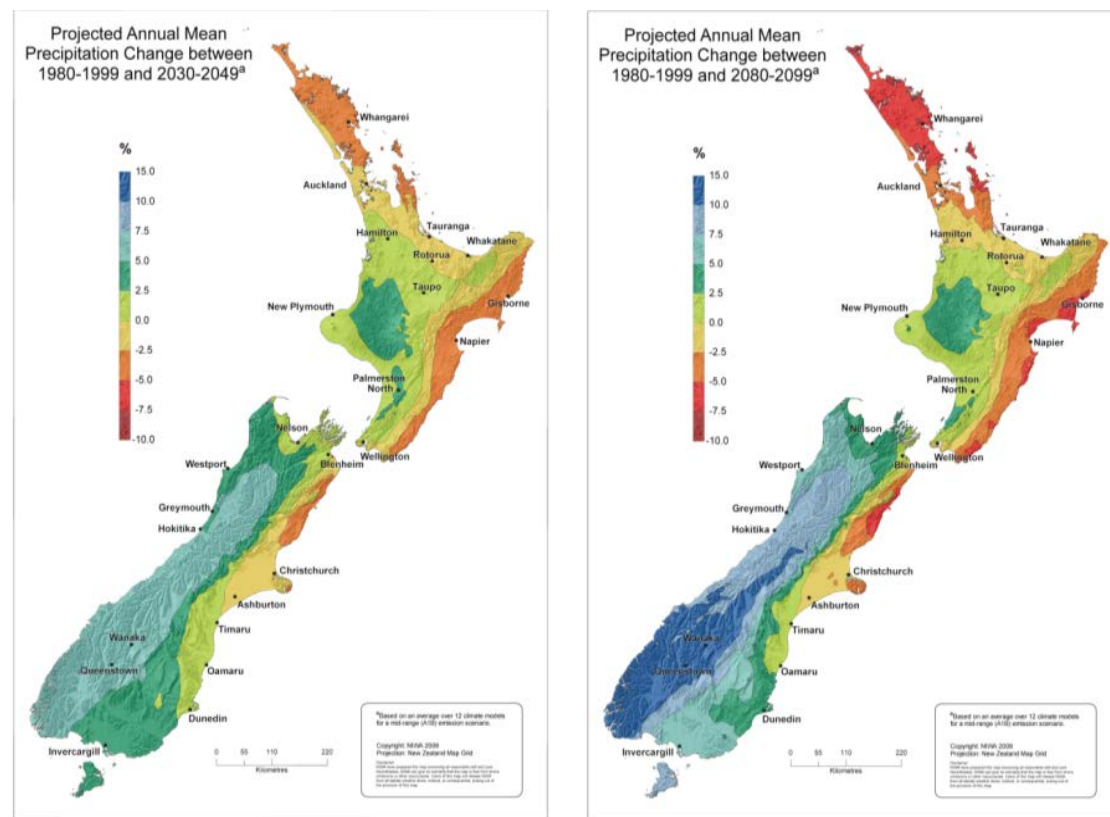 Projected Annual Mean
Precipitation Change between
1980-1999 and 2030-2049a
%
15.0
10.0
7.5
5.0
2.5
0.0
-2.5
-5.0
-7.5
-10.0
Whangarei
Auckland
Tauranga
Hamilton
Whakatane
Rotorua
Taupo
Gisborne
New Plymouth
Napier
Palmerston
North
Nelson
Wellington
Blenheim
Westport
Greymouth
Hokitika
Christchurch
Ashburton
Timaru
Wanaka
Queenstown
Oamaru
Dunedin
Invercargill
0 55 110 220
Kilometres
aBased on an average over 12 climate models
for a mid-range (A1B) emission scenario.
Copyright: NIWA 2008
Projection: New Zealand Map Grid
Projected Annual Mean
Precipitation Change between
1980-1999 and 2080-2099a
%
15.0
10.0
7.5
5.0
2.5
0.0
-2.5
-5.0
-7.5
-10.0
Whangarei
Auckland
Tauranga
Hamilton
Whakatane
Rotorua
Taupo
Gisborne
New Plymouth
Napier
Palmerston
North
Nelson
Wellington
Blenheim
Westport
Greymouth
Hokitika
Christchurch
Ashburton
Timaru
Wanaka
Queenstown
Oamaru
Dunedin
Invercargill
0 55 110 220
Kilometres
aBased on an average over 12 climate models
for a mid-range (A1B) emission scenario.
Copyright: NIWA 2008
Projection: New Zealand Map Grid